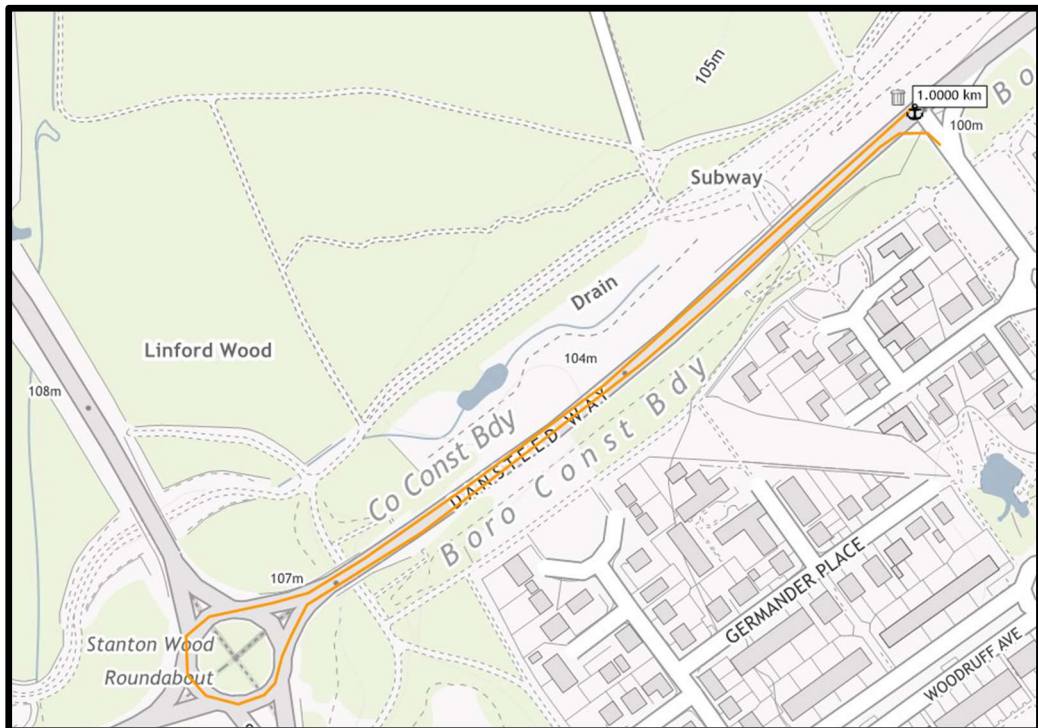 105m
1.0000 km
Bo
100m
Subway
Drain
Linford Wood
104m
108m
Co Const Bdy
DANSTEED WAY
Boro Const Bdy
107m
GERMANDER PLACE
Stanton Wood
Roundabout
WOODRUFF AVE